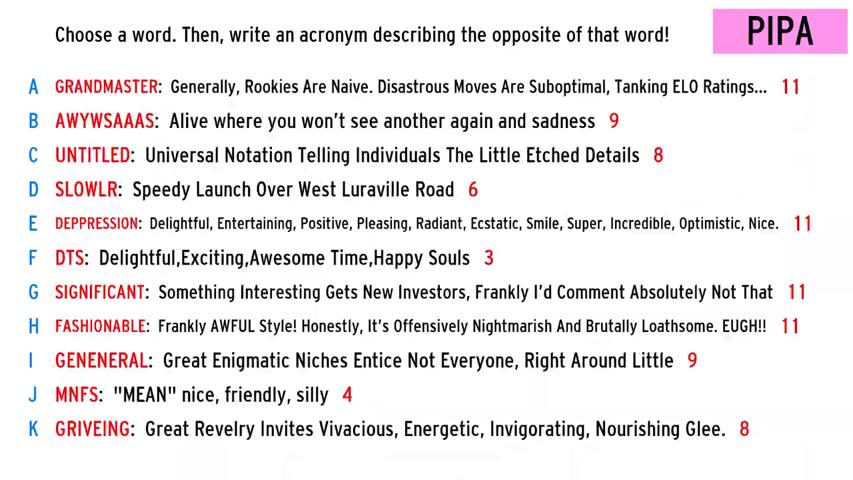 Choose a word. Then, write an acronym describing the opposite of that word!
PIPA
A GRANDMASTER: Generally, Rookies Are Naive. Disastrous Moves Are Suboptimal, Tanking ELO Ratings... 11
B AWYWSAAAS: Alive where you won't see another again and sadness 9
C UNTITLED: Universal Notation Telling Individuals The Little Etched Details 8
D SLOWLR: Speedy Launch Over West Luraville Road 6
E DEPPRESSION: Delightful, Entertaining, Positive, Pleasing, Radiant, Ecstatic, Smile, Super, Incredible, Optimistic, Nice. 11
F DTS: Delightful,Exciting,Awesome Time,Happy Souls 3
G SIGNIFICANT: Something Interesting Gets New Investors, Frankly I'd Comment Absolutely Not That 11
H FASHIONABLE: Frankly AWFUL Style! Honestly, It's Offensively Nightmarish And Brutally Loathsome. EUGH!! 11
I GENENERAL: Great Enigmatic Niches Entice Not Everyone, Right Around Little 9
J MNFS: "MEAN" nice, friendly, silly 4
K GRIVEING: Great Revelry Invites Vivacious, Energetic, Invigorating, Nourishing Glee. 8